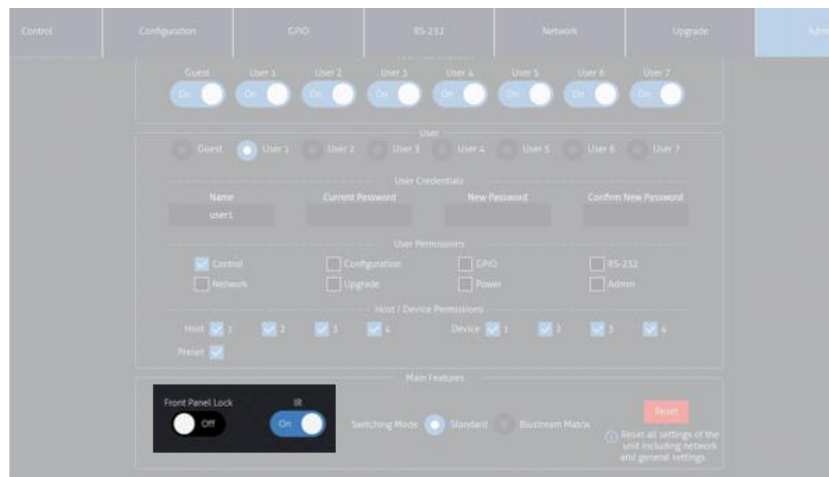 Control Configuration GPIO RS-232 Network Upgrade
Guest User 1 User 2 User 3 User 4 User 5 User 6 User 7
On On On On On On On On
User
Guest User 1 User 2 User 3 User 4 User 5 User 6 User 7
User Credentials
Name Current Password New Password Confirm New Password
user1
User Permissions
Control Configuration GPIO RS-232
Network Upgrade Power Admin
Host / Device Permissions
Host 1 2 3 4 Device 1 2 3 4
Preset
Main Features
Front Panel Lock IR
Off On Switching Mode Standard Blustream Matrix Reset
Reset all settings of the
unit including network
and general settings